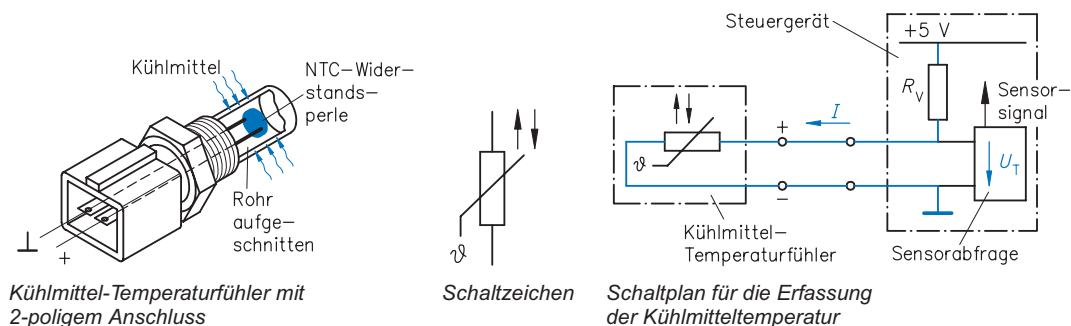 Kühlmittel
NTC–Wider-
stands-
perle
Rohr
aufge-
schnitten
⊥
+
Kühlmittel-Temperaturfühler mit
2-poligem Anschluss
ϑ
Schaltzeichen
Steuergerät
+5 V
R_V
Sensor-
signal
I
+
ϑ
U_T
–
Kühlmittel-
Temperaturfühler
Sensorabfrage
Schaltplan für die Erfassung
der Kühlmitteltemperatur